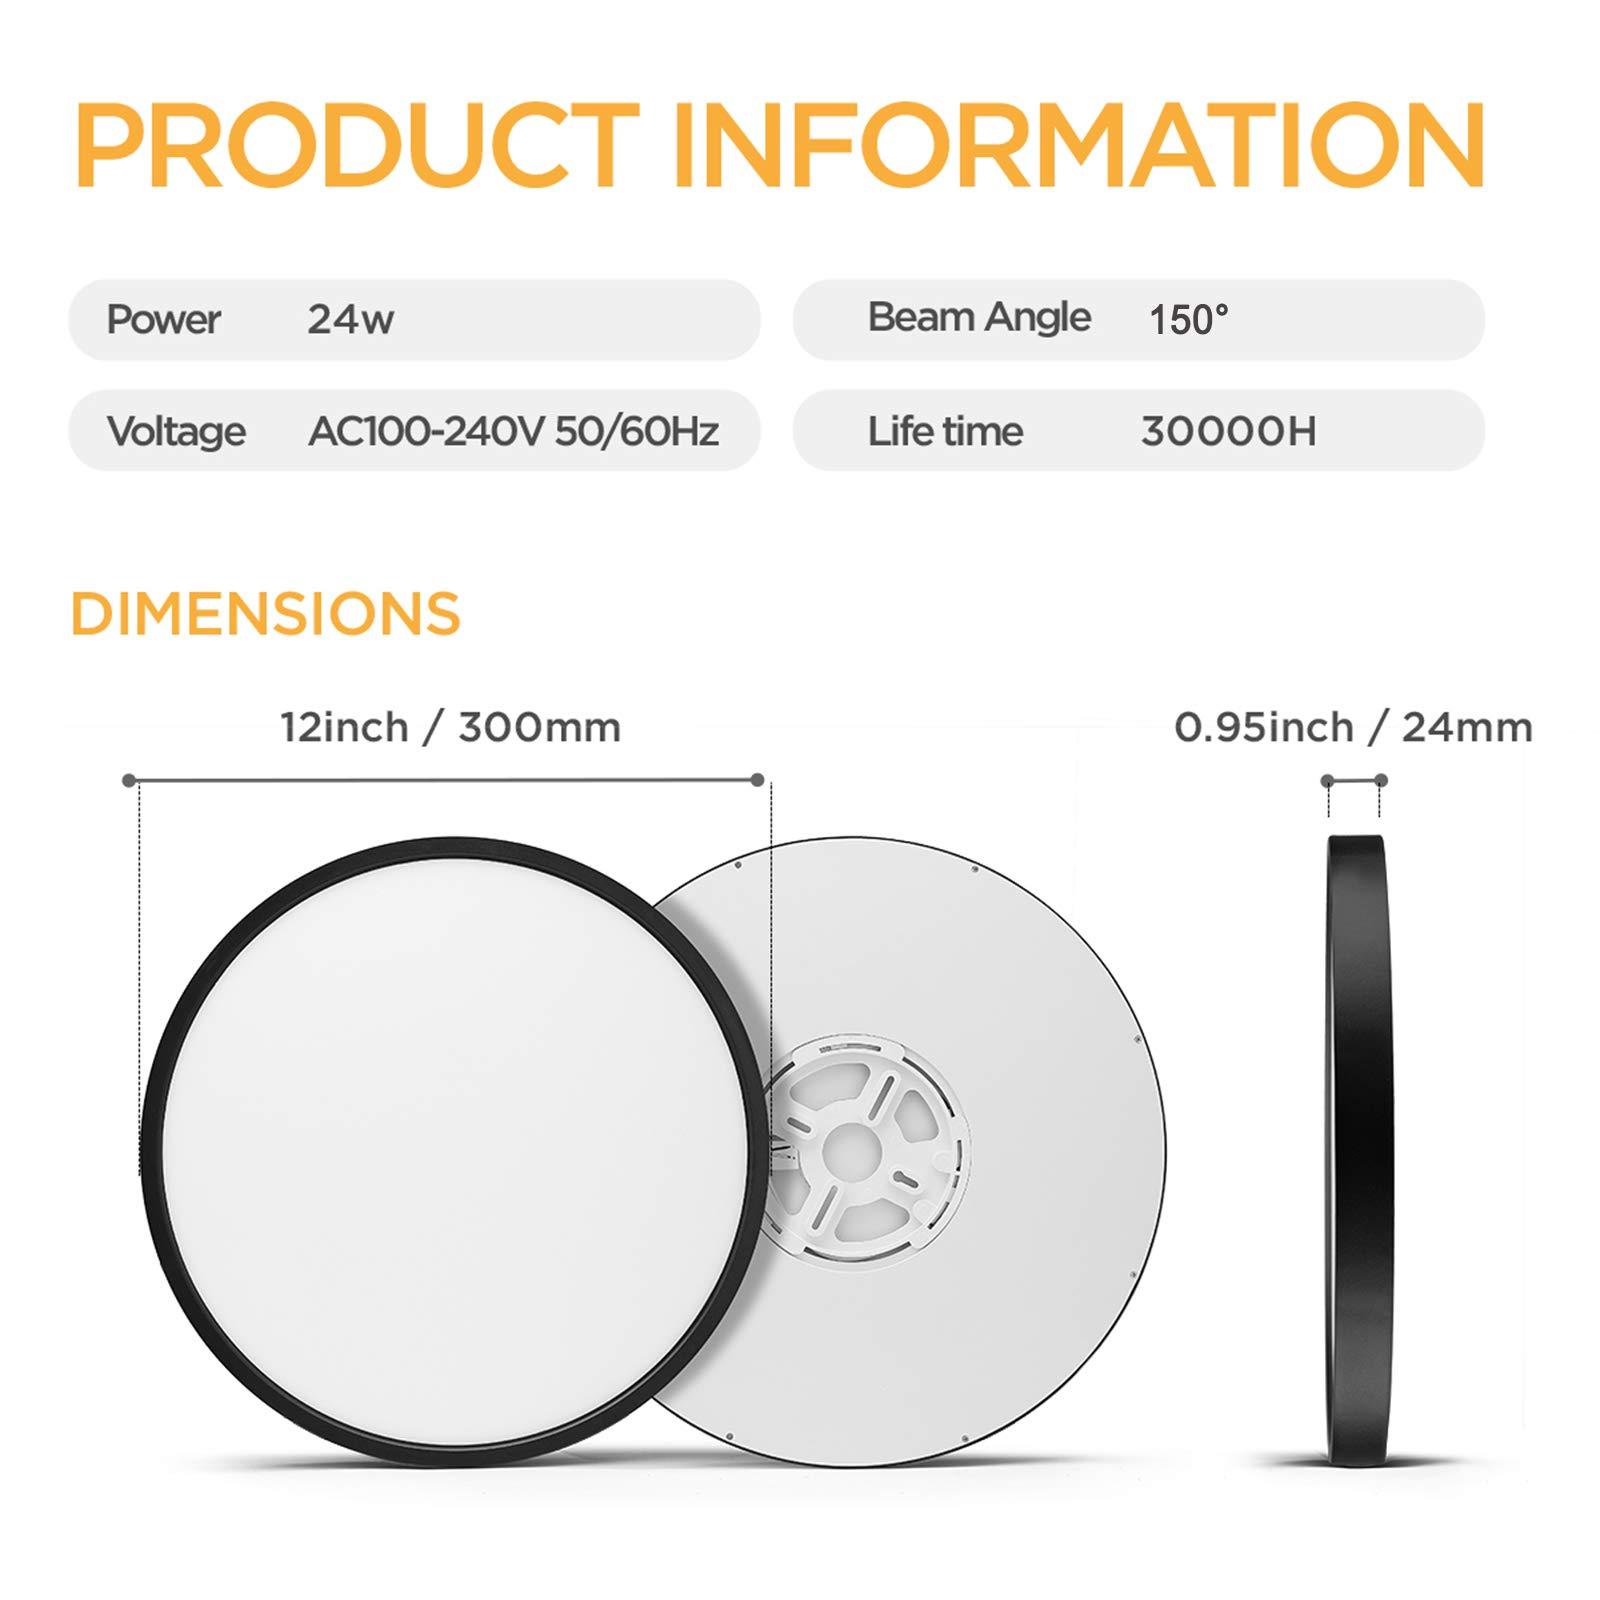 PRODUCT INFORMATION
Power 24w
Beam Angle 150°
Voltage AC100-240V 50/60Hz
Life time 30000H
DIMENSIONS
12inch / 300mm
0.95inch / 24mm